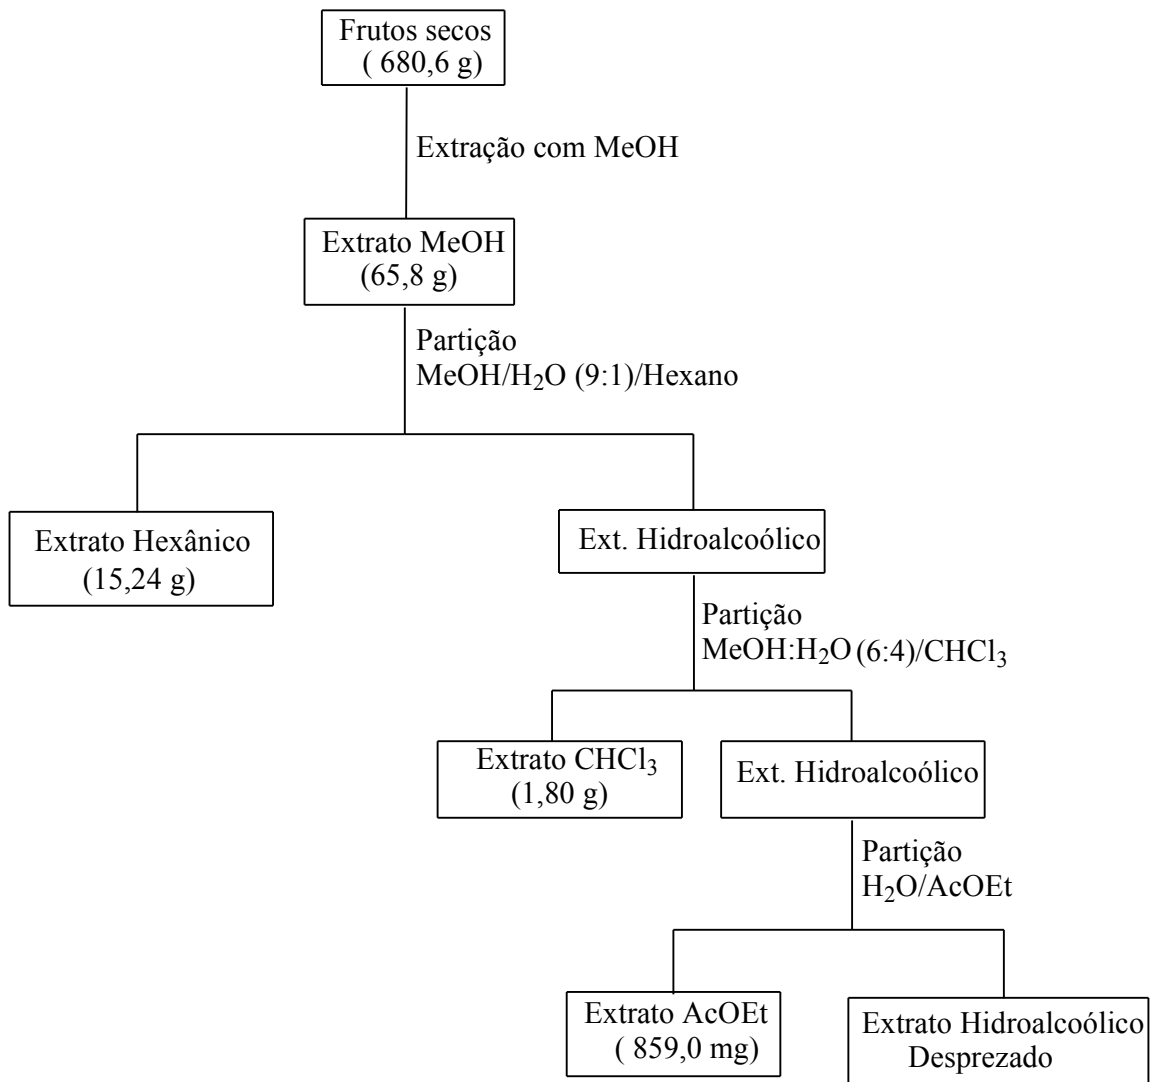 Frutos secos
( 680,6 g)
Extração com MeOH
Extrato MeOH
(65,8 g)
Partição
MeOH/H₂O (9:1)/Hexano
Extrato Hexânico
(15,24 g)
Ext. Hidroalcoólico
Partição
MeOH:H₂O (6:4)/CHCl₃
Extrato CHCl₃
(1,80 g)
Ext. Hidroalcoólico
Partição
H₂O/AcOEt
Extrato AcOEt
( 859,0 mg)
Extrato Hidroalcoólico
Desprezado